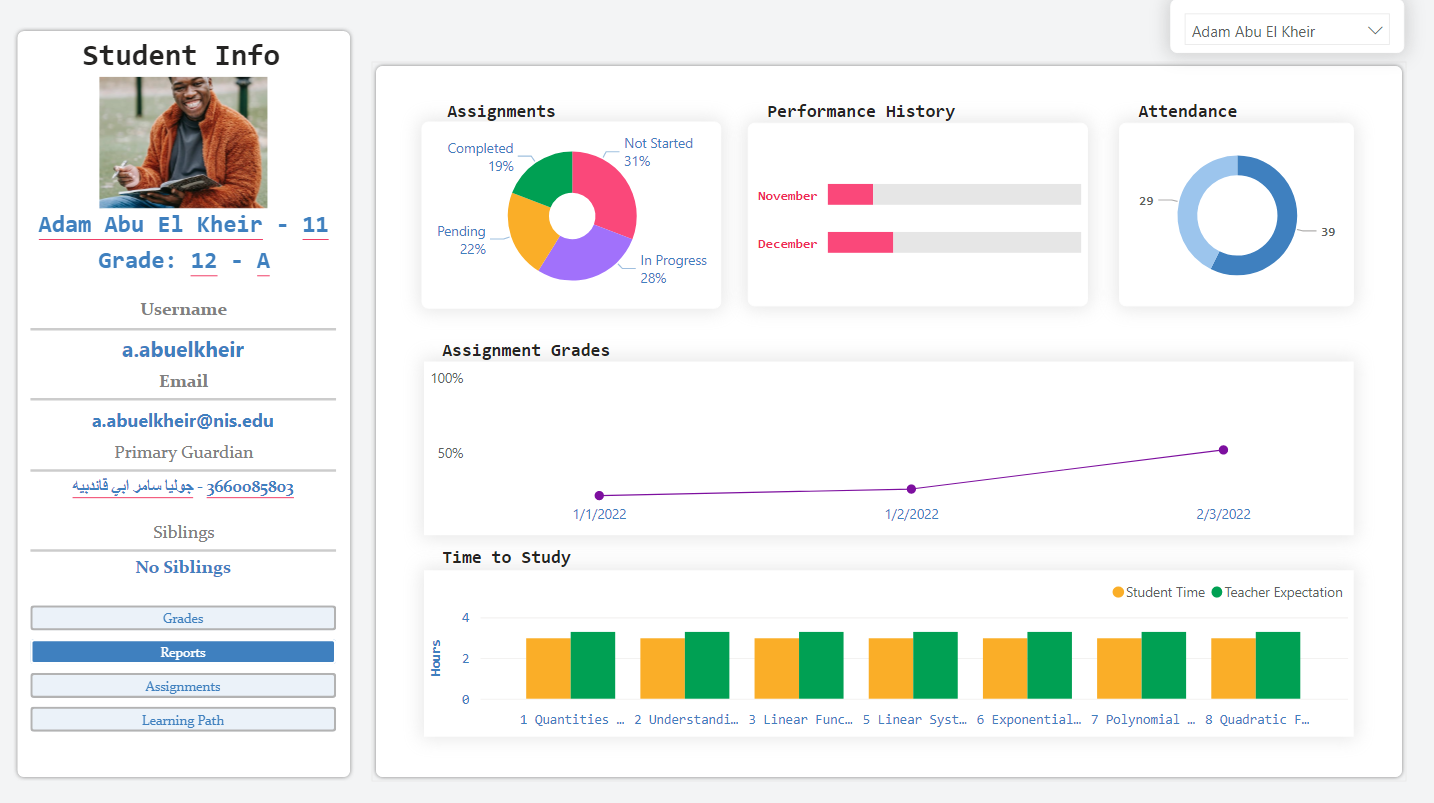 Adam Abu El Kheir
Student Info
Adam Abu El Kheir - 11
Grade: 12 - A
Username
a.abuelkheir
Email
a.abuelkheir@nis.edu
Primary Guardian
جوليا سامر ابي قاندبيه - 3660085803
Siblings
No Siblings
Grades
Reports
Assignments
Learning Path
Assignments
Completed
19%
Not Started
31%
Pending
22%
In Progress
28%
Performance History
November
December
Attendance
29
39
Assignment Grades
100%
50%
1/1/2022 1/2/2022 2/3/2022
Time to Study
Student Time Teacher Expectation
Hours
4
2
0
1 Quantities … 2 Understandi… 3 Linear Func… 5 Linear Syst… 6 Exponential… 7 Polynomial … 8 Quadratic F…